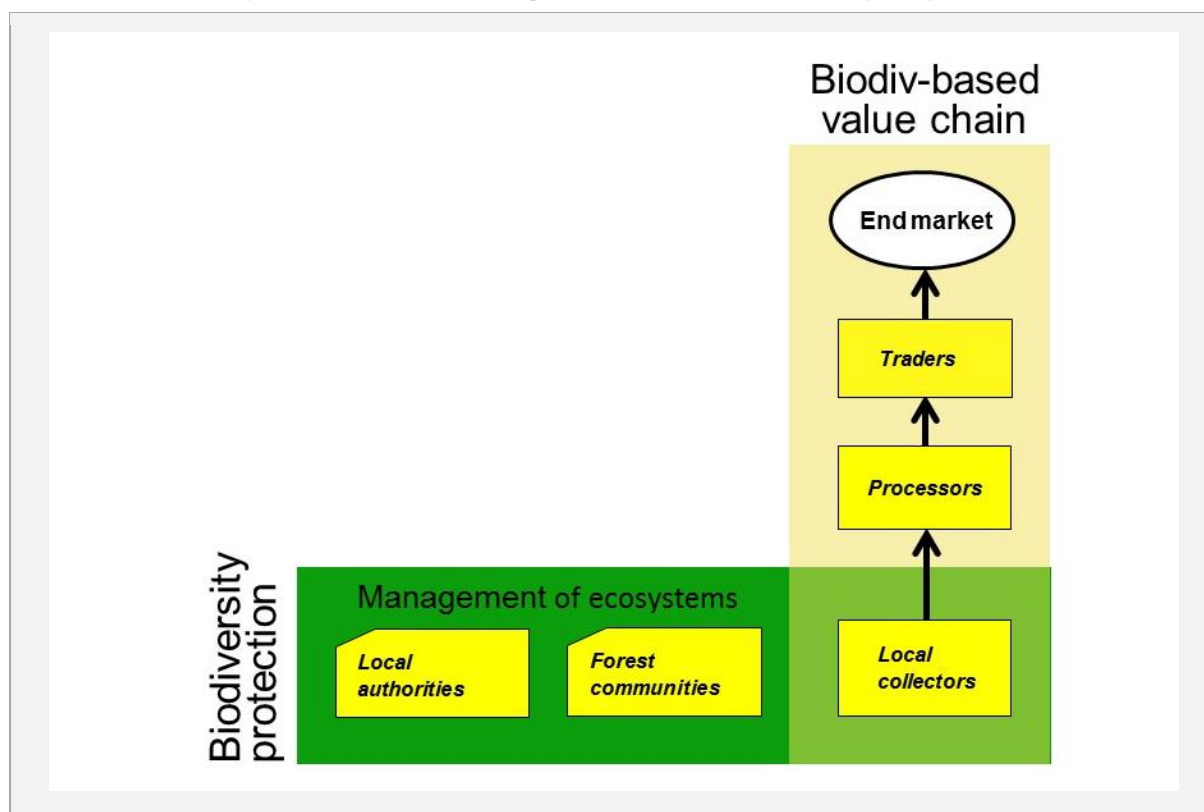 Biodiv-based
value chain
End market
Traders
Processors
Biodiversity
protection
Management of ecosystems
Local
authorities
Forest
communities
Local
collectors